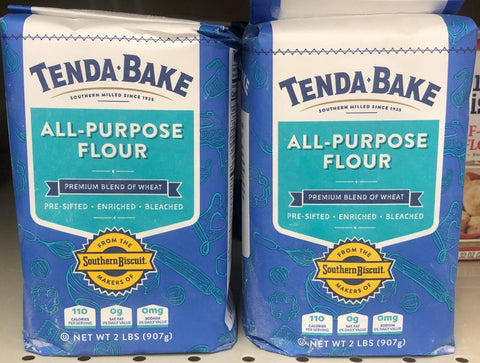 TENDA·BAKE
SOUTHERN MILLED SINCE 1935
ALL-PURPOSE
FLOUR
PREMIUM BLEND OF WHEAT
PRE-SIFTED • ENRICHED • BLEACHED
FROM THE
Southern Biscuit
MAKERS OF
110 0g 0mg
CALORIES SAT. FAT SODIUM
PER SERVING 0% DAILY VALUE 0% DAILY VALUE
NET WT 2 LBS (907g)
TENDA·BAKE
SOUTHERN MILLED SINCE 1935
ALL-PURPOSE
FLOUR
PREMIUM BLEND OF WHEAT
PRE-SIFTED • ENRICHED • BLEACHED
FROM THE
Southern Biscuit
MAKERS OF
110 0g 0mg
CALORIES SAT. FAT SODIUM
PER SERVING 0% DAILY VALUE 0% DAILY VALUE
NET WT 2 LBS (907g)